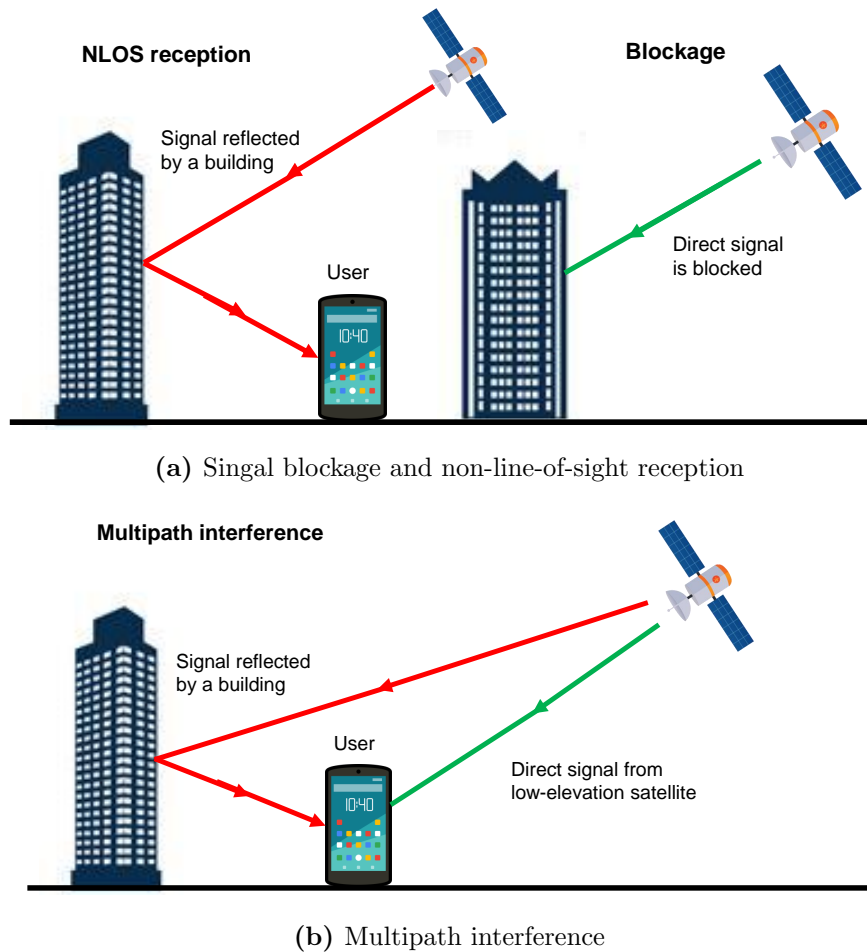 NLOS reception
Blockage
Signal reflected
by a building
User
10:40
Direct signal
is blocked
(a) Singal blockage and non-line-of-sight reception
Multipath interference
Signal reflected
by a building
User
10:40
Direct signal from
low-elevation satellite
(b) Multipath interference